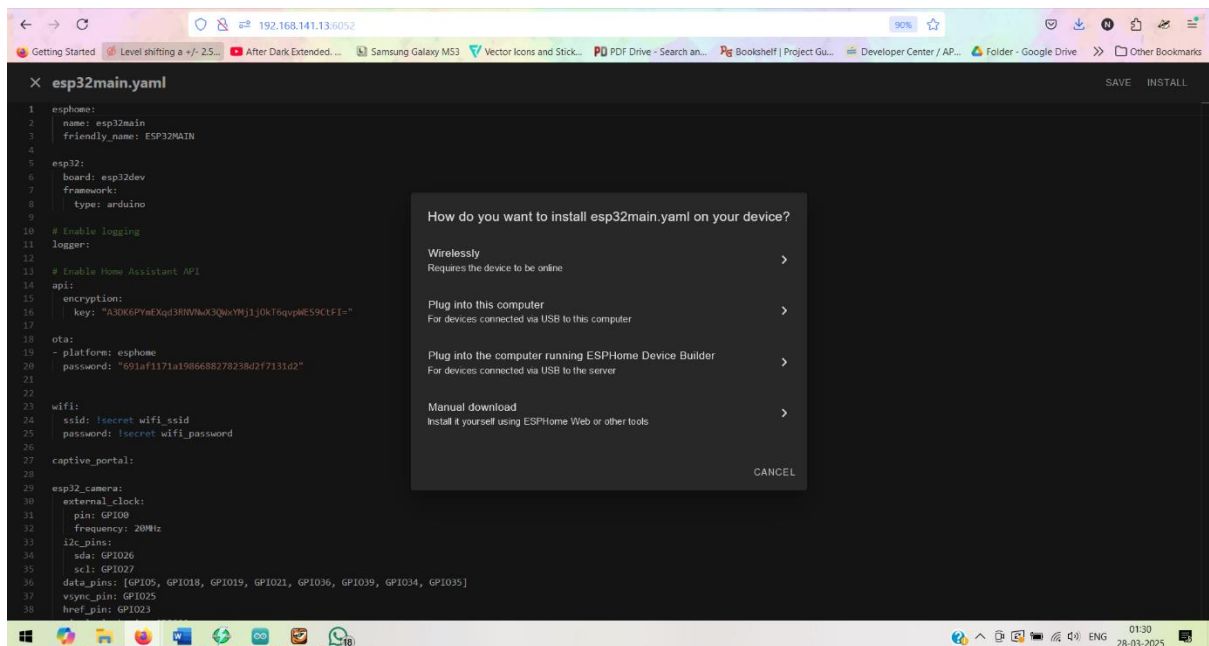 192.168.141.13:6052
90%
Getting Started
Level shifting a +/- 2.5...
After Dark Extended. ...
Samsung Galaxy M53
Vector Icons and Stick...
PDF Drive - Search an...
Bookshelf | Project Gu...
Developer Center / AP...
Folder - Google Drive
Other Bookmarks
esp32main.yaml
SAVE INSTALL
1 esphome:
2 name: esp32main
3 friendly_name: ESP32MAIN
4
5 esp32:
6 board: esp32dev
7 framework:
8 type: arduino
9
10 # Enable logging
11 logger:
12
13 # Enable Home Assistant API
14 api:
15 encryption:
16 key:
17
18 ota:
19 - platform: esphome
20 password: "691af1171a1986688278238d2f7131d2"
21
22
23 wifi:
24 ssid: !secret wifi_ssid
25 password: !secret wifi_password
26
27 captive_portal:
28
29 esp32_camera:
30 external_clock:
31 pin: GPIO0
32 frequency: 20MHz
33 i2c_pins:
34 sda: GPIO26
35 scl: GPIO27
36 data_pins: [GPIO5, GPIO18, GPIO19, GPIO21, GPIO36, GPIO39, GPIO34, GPIO35]
37 vsync_pin: GPIO25
38 href_pin: GPIO23
How do you want to install esp32main.yaml on your device?
Wirelessly
Requires the device to be online
Plug into this computer
For devices connected via USB to this computer
Plug into the computer running ESPHome Device Builder
For devices connected via USB to the server
Manual download
Install it yourself using ESPHome Web or other tools
CANCEL
18
ENG
01:30
28-03-2025